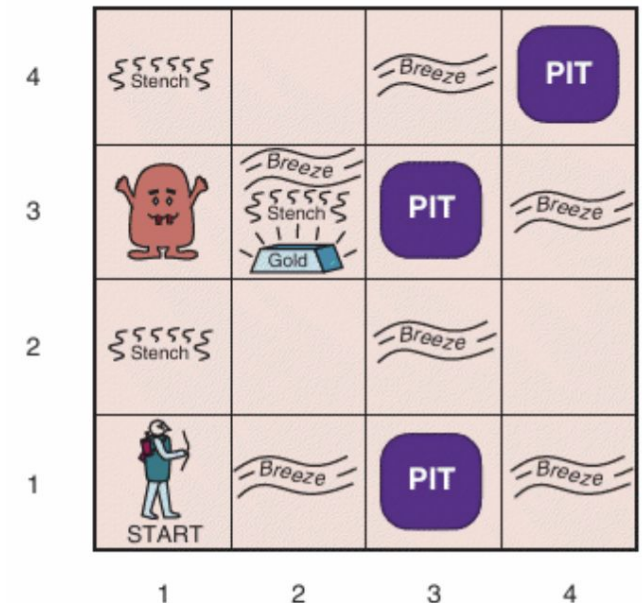 4 Stench Breeze PIT
Breeze
3 Stench PIT Breeze
Gold
2 Stench Breeze
1 Breeze PIT Breeze
START
1 2 3 4